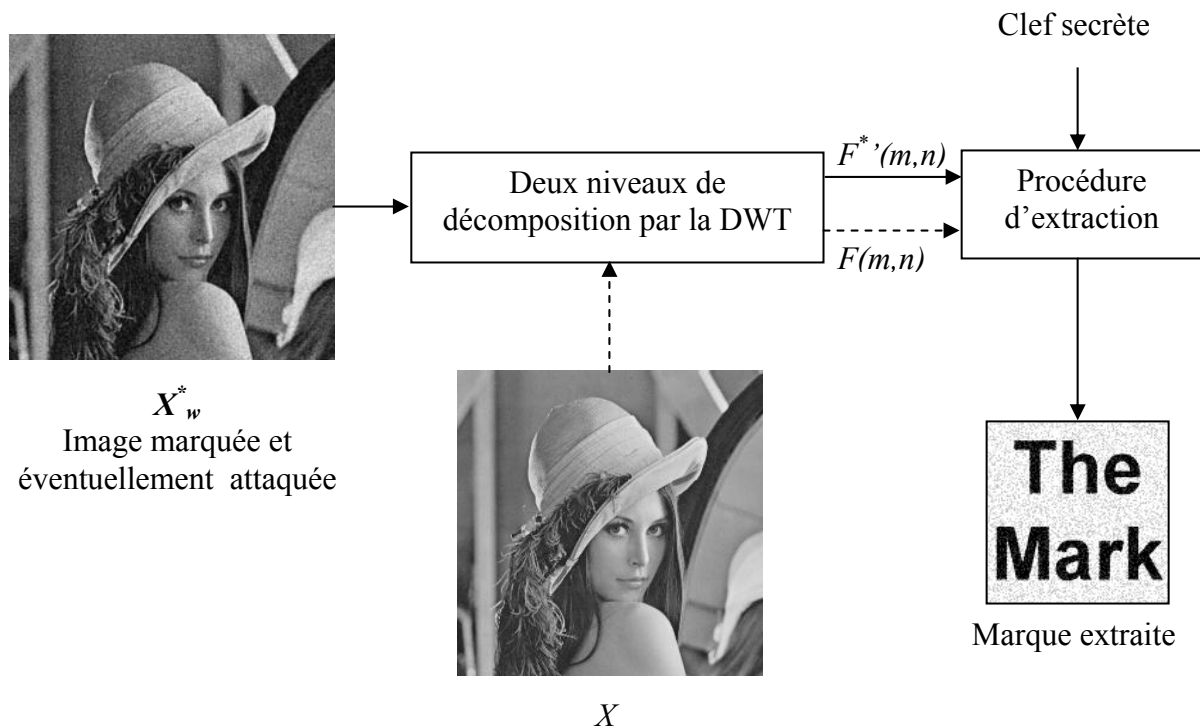 Clef secrète
F*’(m,n)
Deux niveaux de
décomposition par la DWT
Procédure
d’extraction
F(m,n)
X*w
Image marquée et
éventuellement attaquée
The
Mark
Marque extraite
X